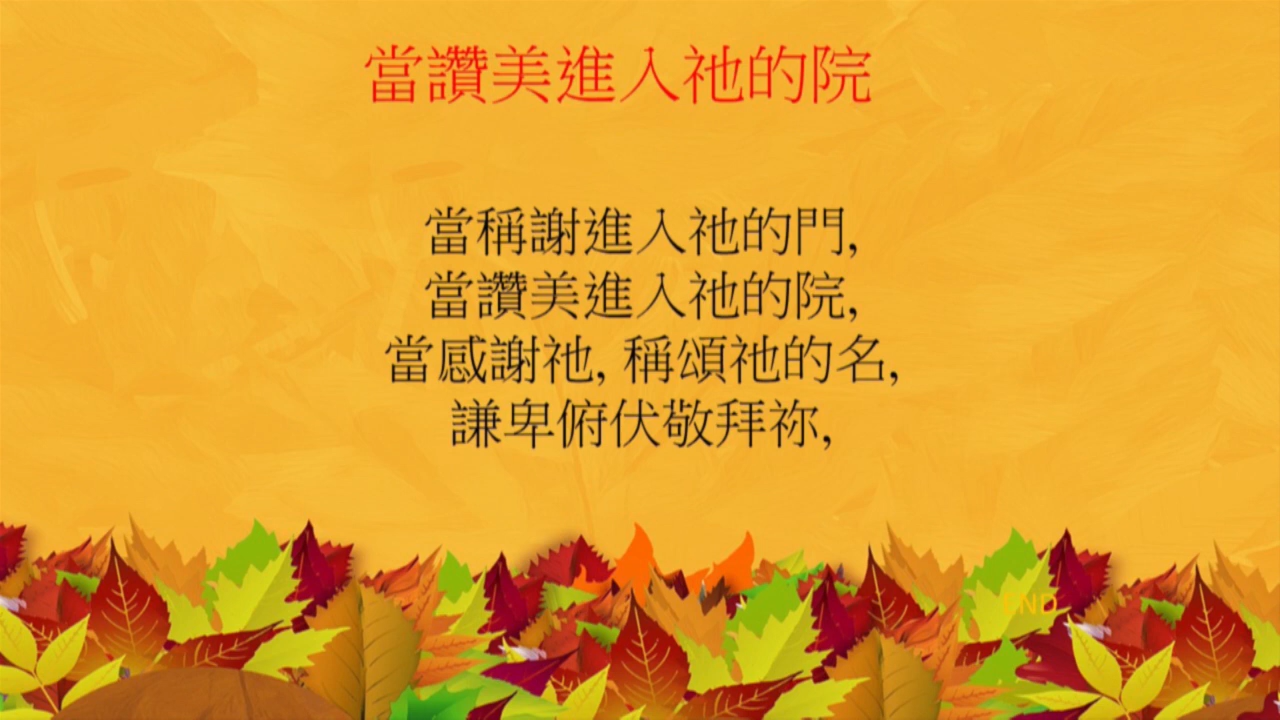 當讚美進入祂的院
當稱謝進入祂的門,
當讚美進入祂的院,
當感謝祂, 稱頌祂的名,
謙卑俯伏敬拜祢,
END